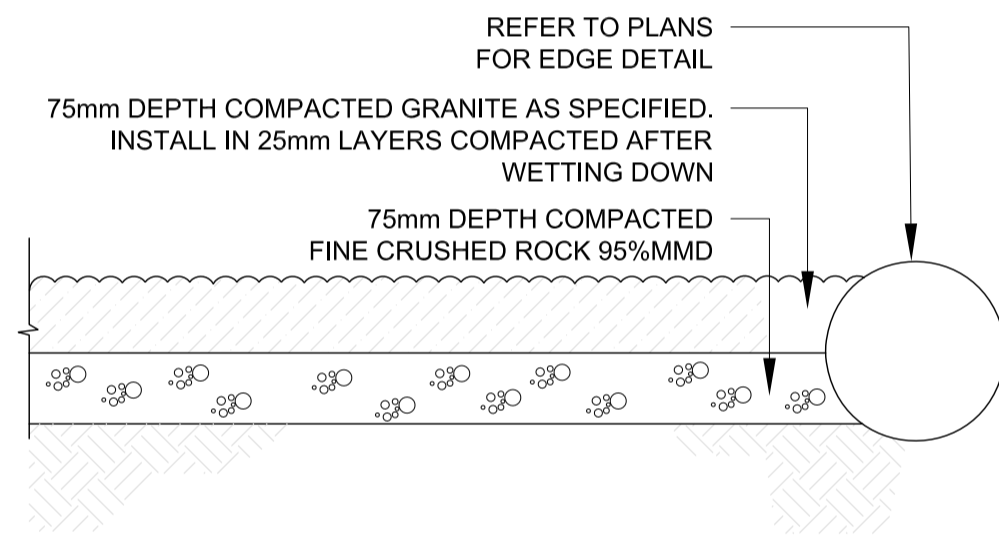 REFER TO PLANS
FOR EDGE DETAIL
75mm DEPTH COMPACTED GRANITE AS SPECIFIED.
INSTALL IN 25mm LAYERS COMPACTED AFTER
WETTING DOWN
75mm DEPTH COMPACTED
FINE CRUSHED ROCK 95%MMD